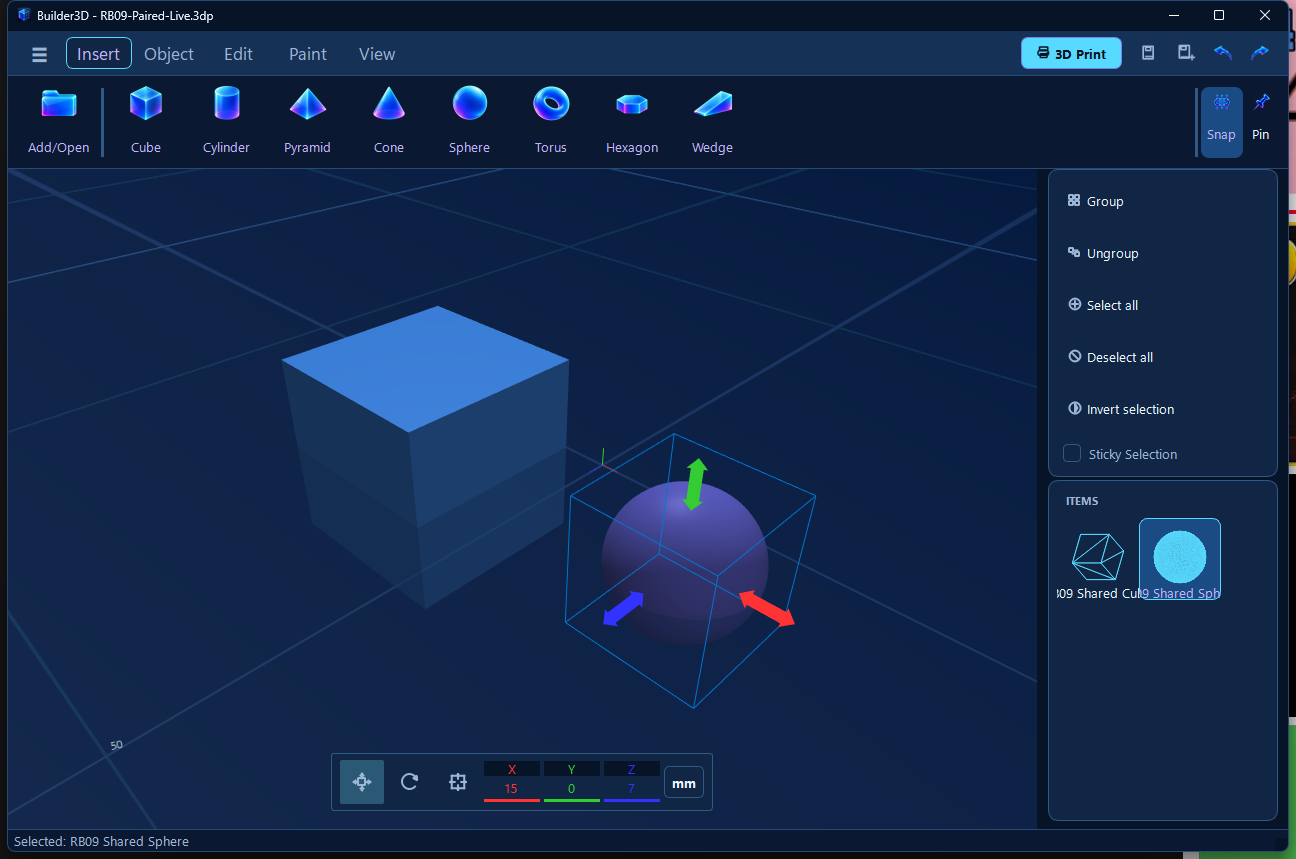 Builder3D - RB09-Paired-Live.3dp
Insert Object Edit Paint View
3D Print
Add/Open Cube Cylinder Pyramid Cone Sphere Torus Hexagon Wedge
Snap Pin
Group
Ungroup
Select all
Deselect all
Invert selection
Sticky Selection
ITEMS
09 Shared Cul 9 Shared Sph
50
X Y Z
15 0 7 mm
Selected: RB09 Shared Sphere